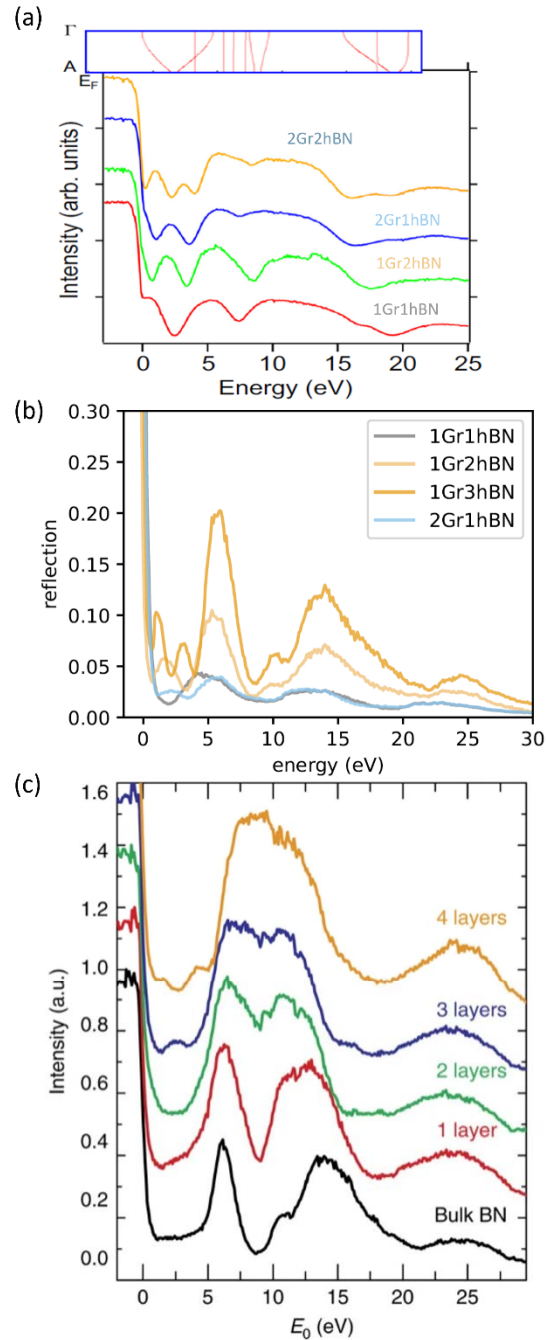 (a)
Γ
A
E_F
2Gr2hBN
2Gr1hBN
1Gr2hBN
1Gr1hBN
Intensity (arb. units)
0 5 10 15 20 25
Energy (eV)
(b)
0.30
0.25
0.20
0.15
0.10
0.05
0.00
reflection
1Gr1hBN
1Gr2hBN
1Gr3hBN
2Gr1hBN
0 5 10 15 20 25 30
energy (eV)
(c)
1.6
1.4
1.2
1.0
0.8
0.6
0.4
0.2
0.0
Intensity (a.u.)
4 layers
3 layers
2 layers
1 layer
Bulk BN
0 5 10 15 20 25
E₀ (eV)